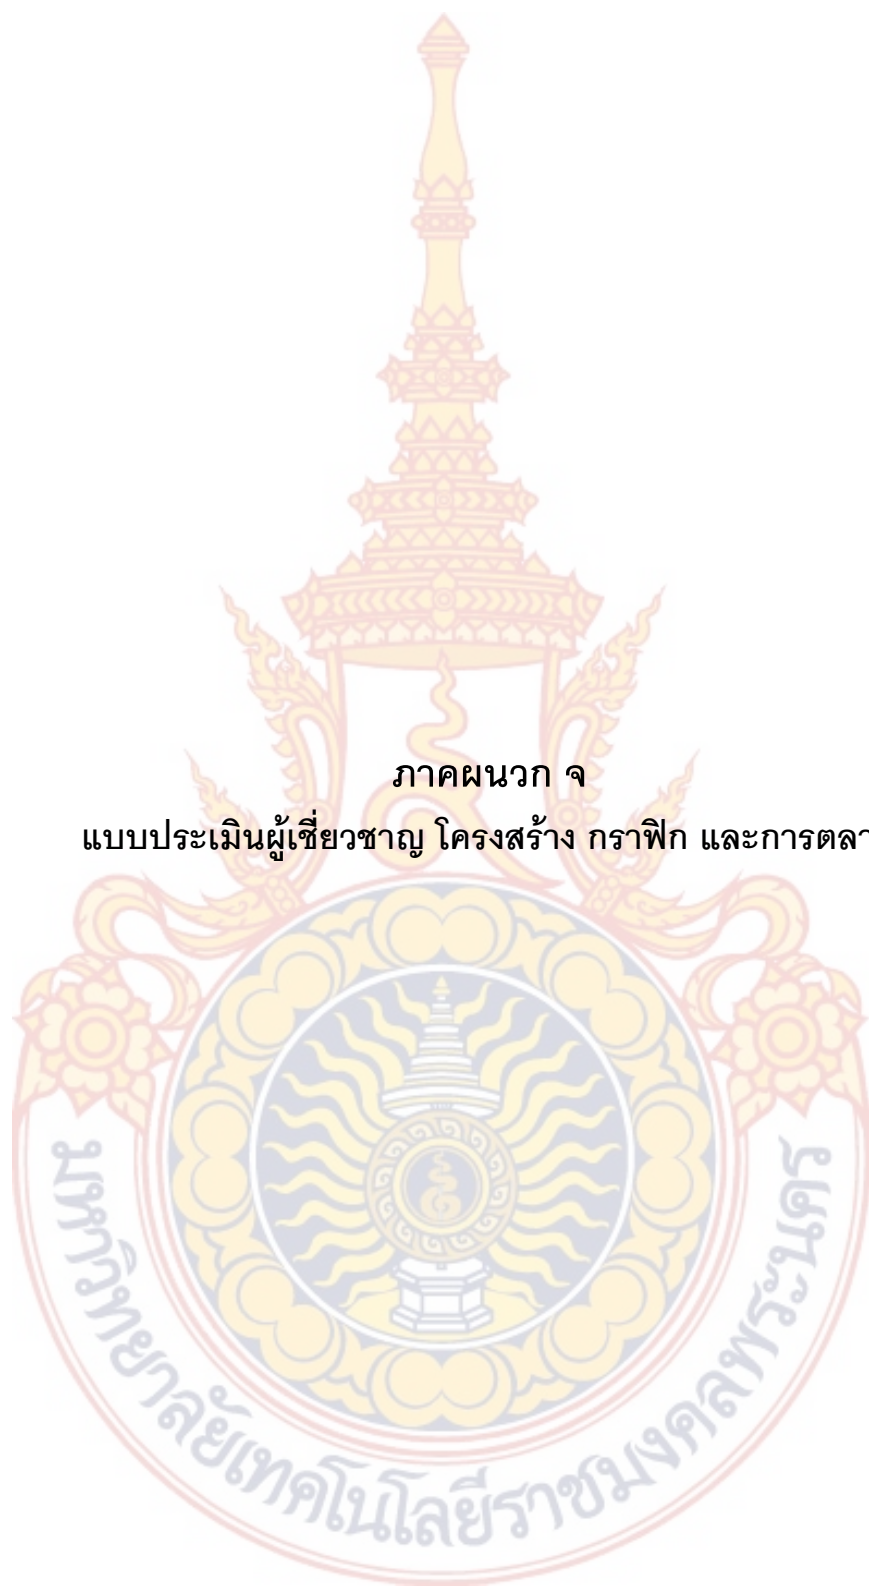 ภาคผนวก จ
แบบประเมินผู้เชี่ยวชาญ โครงสร้าง กราฟิก และการตลา
มหาวิทยาลัยเทคโนโลยีราชมงคลพระนคร